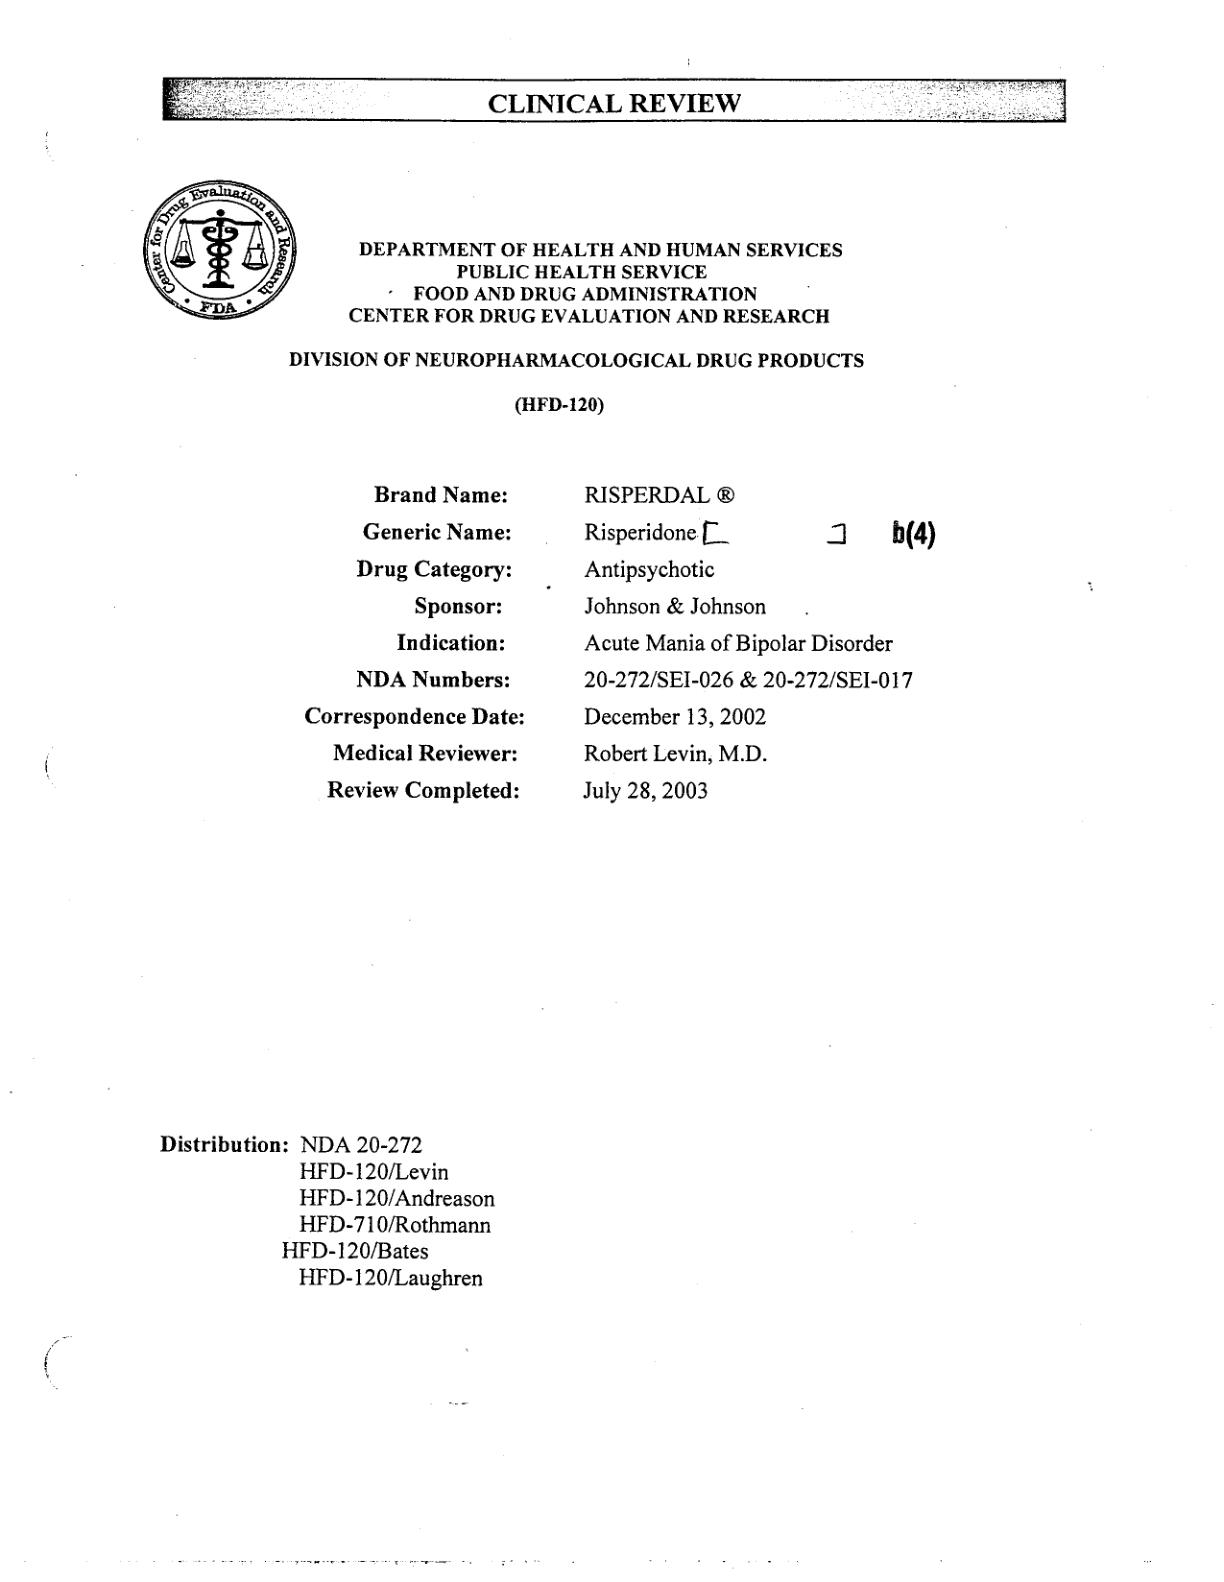 CLINICAL REVIEW
Center for Drug Evaluation and Research
FDA
DEPARTMENT OF HEALTH AND HUMAN SERVICES
PUBLIC HEALTH SERVICE
FOOD AND DRUG ADMINISTRATION
CENTER FOR DRUG EVALUATION AND RESEARCH
DIVISION OF NEUROPHARMACOLOGICAL DRUG PRODUCTS
(HFD-120)
Brand Name: RISPERDAL ®
Generic Name: Risperidone [ ] b(4)
Drug Category: Antipsychotic
Sponsor: Johnson & Johnson
Indication: Acute Mania of Bipolar Disorder
NDA Numbers: 20-272/SEI-026 & 20-272/SEI-017
Correspondence Date: December 13, 2002
Medical Reviewer: Robert Levin, M.D.
Review Completed: July 28, 2003
Distribution: NDA 20-272
HFD-120/Levin
HFD-120/Andreason
HFD-710/Rothmann
HFD-120/Bates
HFD-120/Laughren